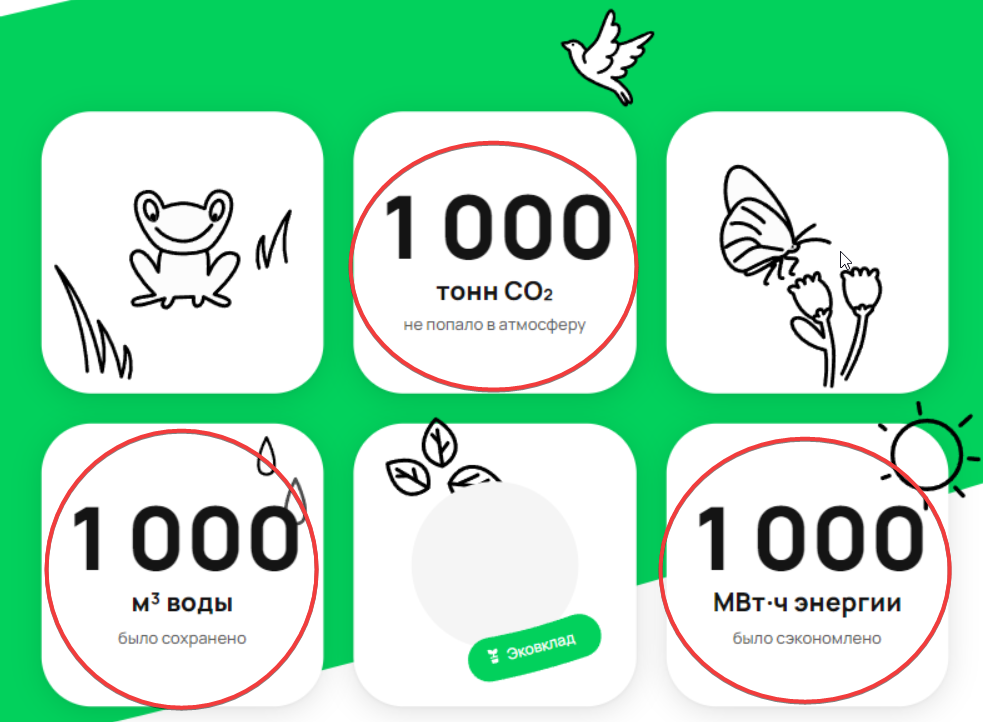 1 000
тонн CO₂
не попало в атмосферу
1 000
м³ воды
было сохранено
Эковклад
1 000
МВт·ч энергии
было сэкономлено